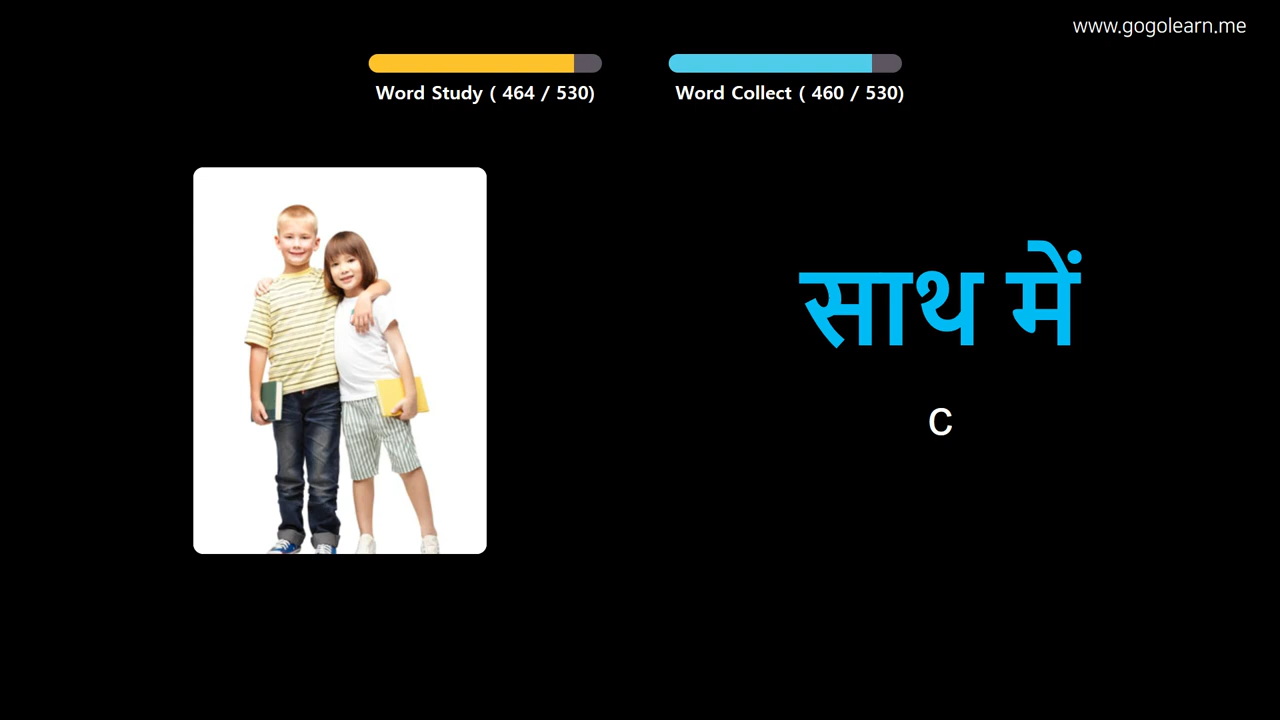 www.gogolearn.me
Word Study ( 464 / 530)
Word Collect ( 460 / 530)
साथ में
с